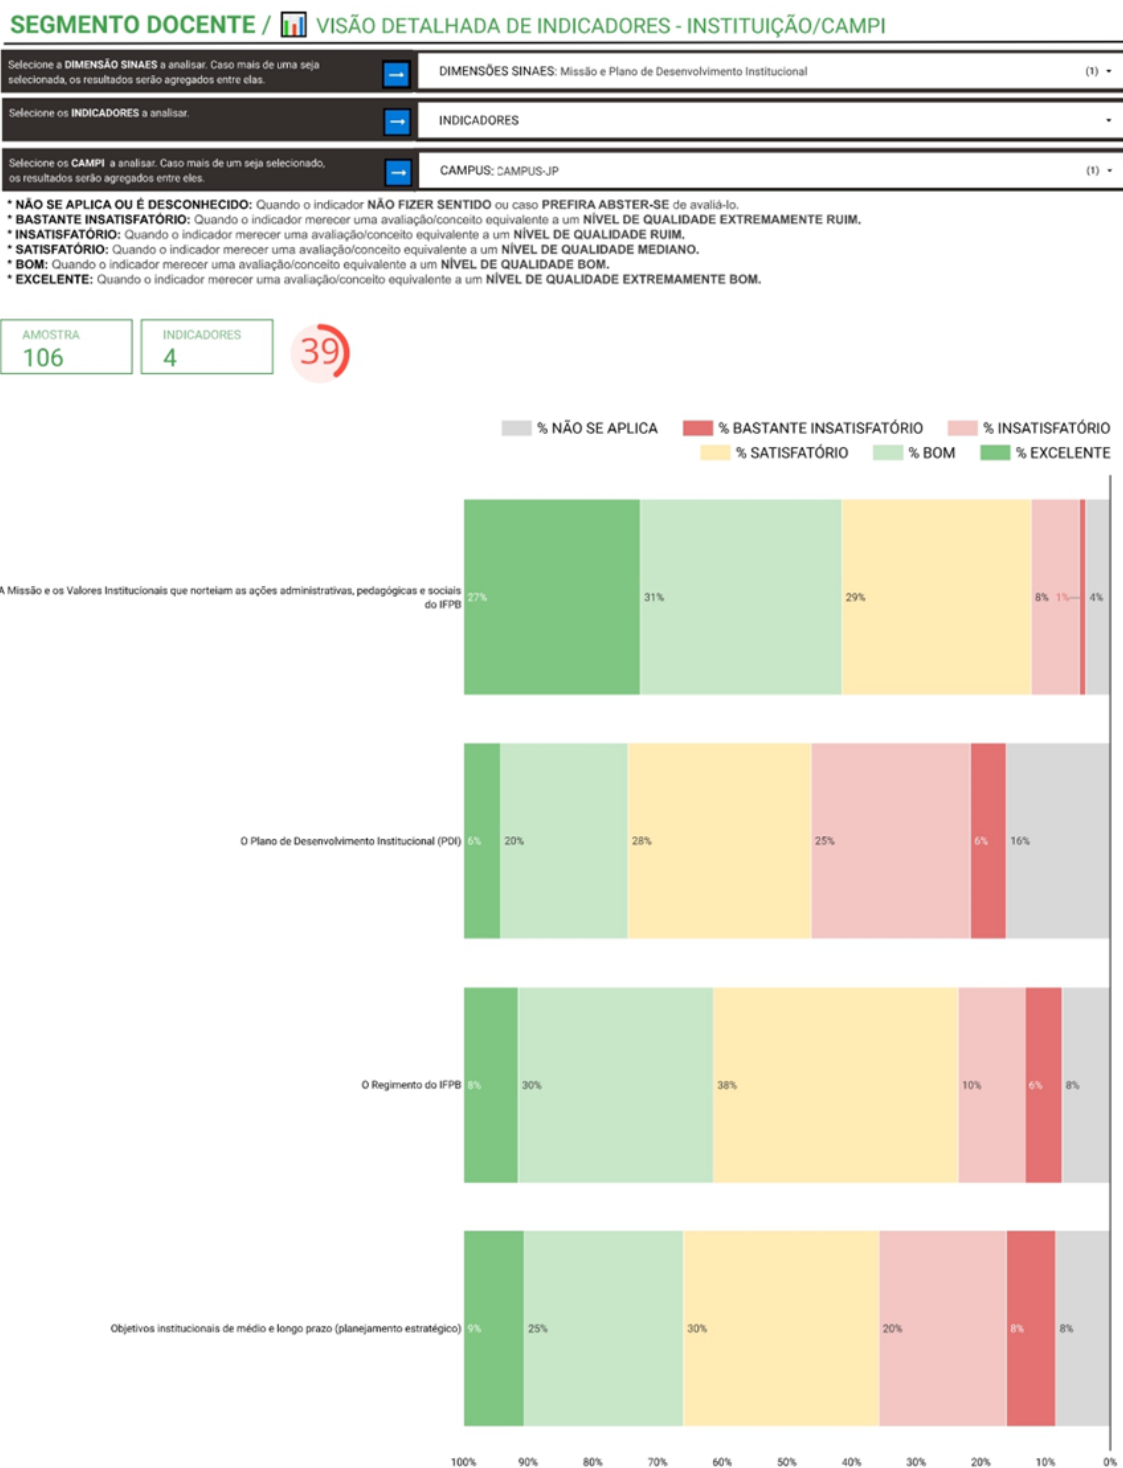 SEGMENTO DOCENTE / VISÃO DETALHADA DE INDICADORES - INSTITUIÇÃO/CAMPI
Selecione a DIMENSÃO SINAES a analisar. Caso mais de uma seja
selecionada, os resultados serão agregados entre elas.
→
DIMENSÕES SINAES: Missão e Plano de Desenvolvimento Institucional
(1)
Selecione os INDICADORES a analisar.
→
INDICADORES
Selecione os CAMPI a analisar. Caso mais de um seja selecionado,
os resultados serão agregados entre eles.
→
CAMPUS: CAMPUS-JP
(1)
* NÃO SE APLICA OU É DESCONHECIDO: Quando o indicador NÃO FIZER SENTIDO ou caso PREFIRA ABSTER-SE de avaliá-lo.
* BASTANTE INSATISFATÓRIO: Quando o indicador merecer uma avaliação/conceito equivalente a um NÍVEL DE QUALIDADE EXTREMAMENTE RUIM.
* INSATISFATÓRIO: Quando o indicador merecer uma avaliação/conceito equivalente a um NÍVEL DE QUALIDADE RUIM.
* SATISFATÓRIO: Quando o indicador merecer uma avaliação/conceito equivalente a um NÍVEL DE QUALIDADE MEDIANO.
* BOM: Quando o indicador merecer uma avaliação/conceito equivalente a um NÍVEL DE QUALIDADE BOM.
* EXCELENTE: Quando o indicador merecer uma avaliação/conceito equivalente a um NÍVEL DE QUALIDADE EXTREMAMENTE BOM.
AMOSTRA
106
INDICADORES
4
39
% NÃO SE APLICA % BASTANTE INSATISFATÓRIO % INSATISFATÓRIO
% SATISFATÓRIO % BOM % EXCELENTE
A Missão e os Valores Institucionais que norteiam as ações administrativas, pedagógicas e sociais
do IFPB
27% 31% 29% 8% 1% 4%
O Plano de Desenvolvimento Institucional (PDI)
6% 20% 28% 25% 6% 16%
O Regimento do IFPB
8% 30% 38% 10% 6% 8%
Objetivos institucionais de médio e longo prazo (planejamento estratégico)
9% 25% 30% 20% 8% 8%
100% 90% 80% 70% 60% 50% 40% 30% 20% 10% 0%